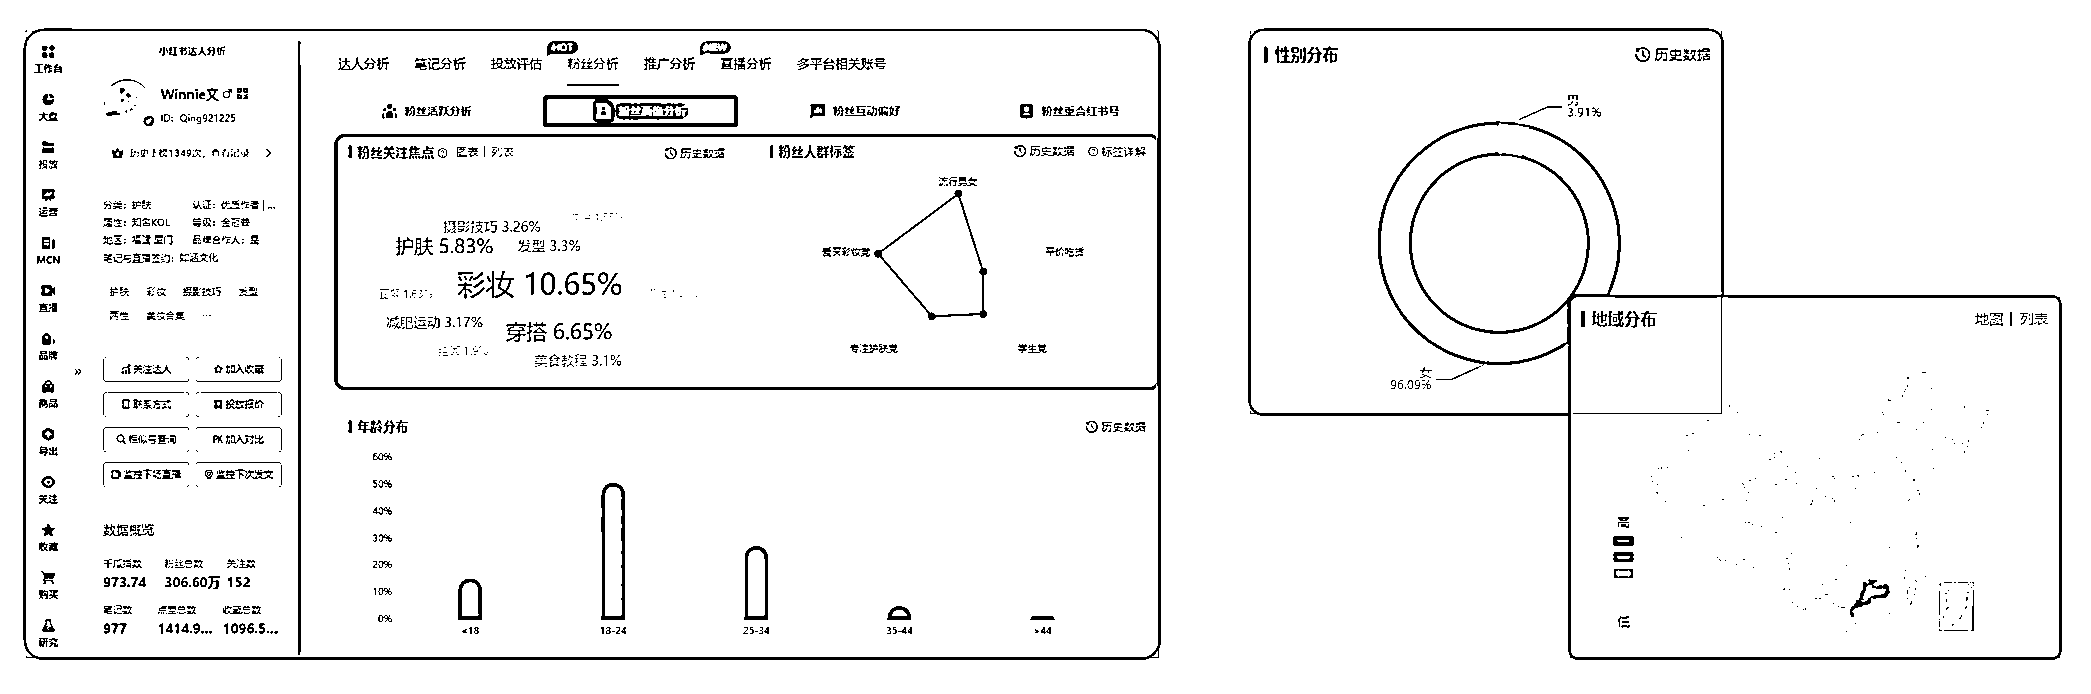 工作台
大盘
投放
运营
MCN
直播
品牌
商品
导出
关注
收藏
购买
研究
小红书达人分析
Winnie文
ID: Qing921225
历史上榜1349次，查看记录
分类：护肤 认证：优质作者 | ...
属性：知名KOL 等级：金冠薯
地区：福建 厦门 品牌合作人：是
笔记与直播签约：如涵文化
护肤 彩妆 摄影技巧 发型
两性 美妆合集 ...
关注达人 加入收藏
联系方式 投放报价
相似号查询 PK 加入对比
监控下场直播 监控下次发文
数据概览
千瓜指数 粉丝总数 关注数
973.74 306.60万 152
笔记数 点赞总数 收藏总数
977 1414.9... 1096.5...
HOT NEW
达人分析 笔记分析 投放评估 粉丝分析 推广分析 直播分析 多平台相关账号
粉丝活跃分析 粉丝画像分析 粉丝互动偏好 粉丝重合红书号
粉丝关注焦点 图表 | 列表 历史数据
摄影技巧 3.26%
护肤 5.83% 发型 3.3%
彩妆 10.65%
减肥运动 3.17% 穿搭 6.65%
美食教程 3.1%
粉丝人群标签 历史数据 标签详解
流行男女
爱买彩妆党 平价吃货
专注护肤党 学生党
年龄分布 历史数据
60%
50%
40%
30%
20%
10%
0%
<18 18-24 25-34 35-44 >44
性别分布 历史数据
男
3.91%
女
96.09%
地域分布 地图 | 列表
高
低